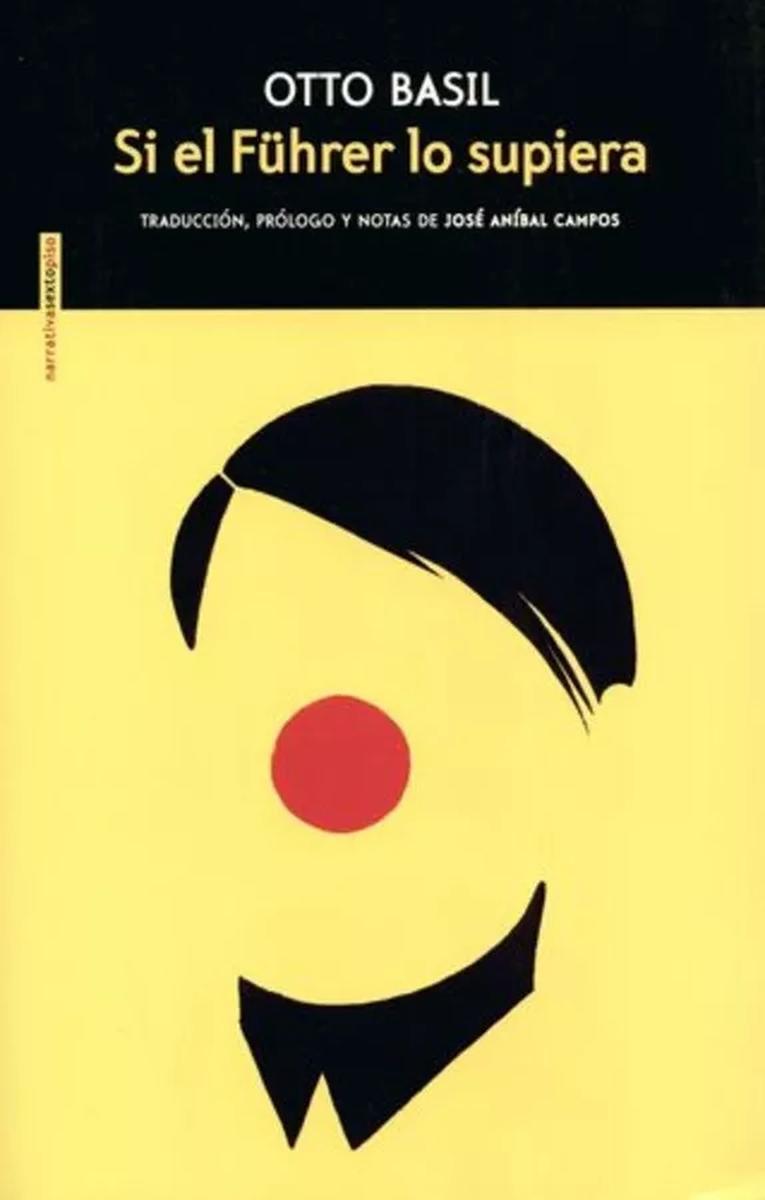 OTTO BASIL
Si el Führer lo supiera
TRADUCCIÓN, PRÓLOGO Y NOTAS DE JOSÉ ANÍBAL CAMPOS
narrativasextopiso